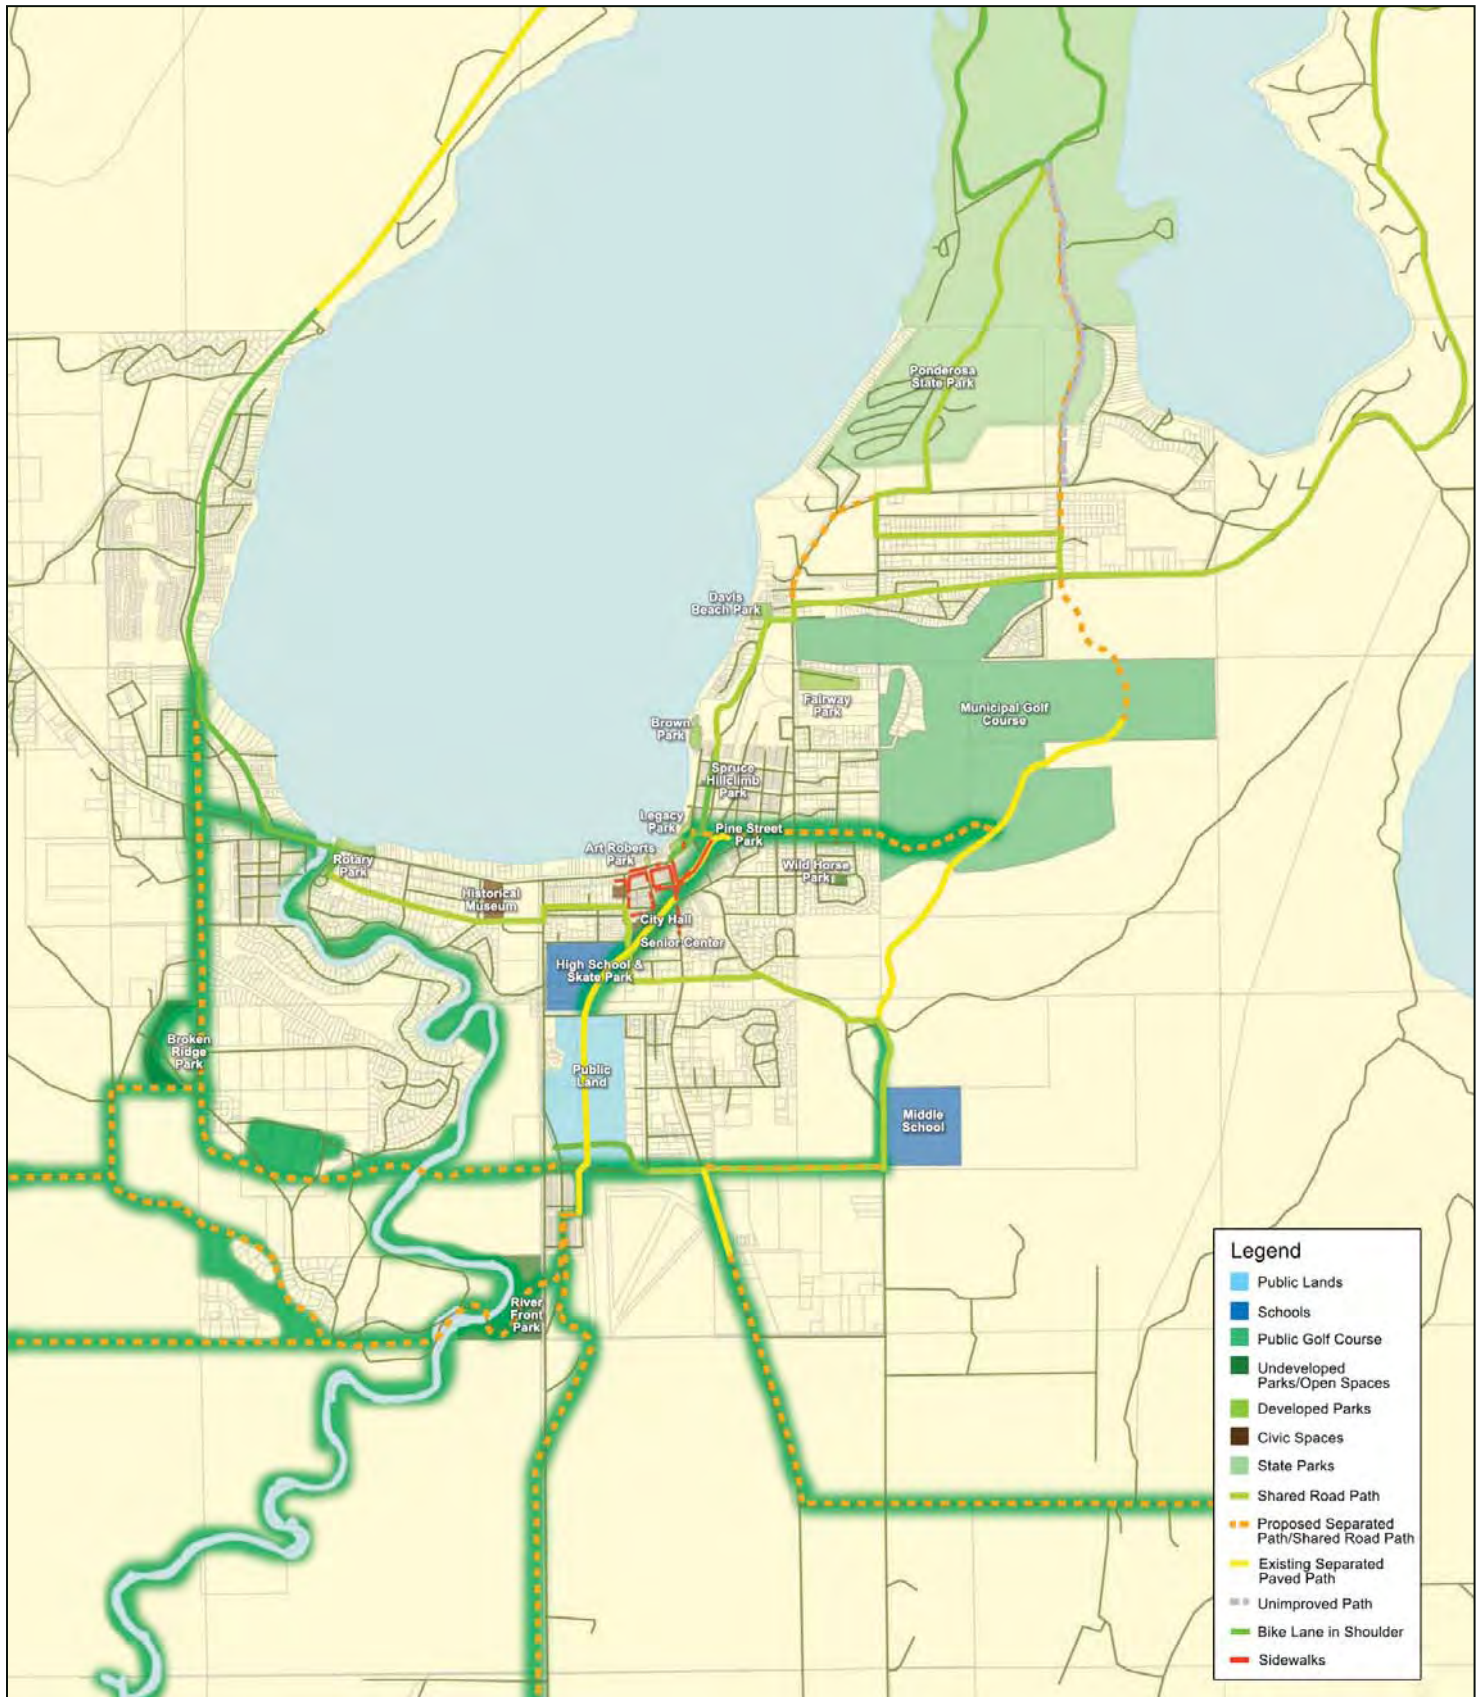 Ponderosa
State Park
Davis
Beach Park
Fairway
Park
Municipal Golf
Course
Brown
Park
Spruce
Hillclimb
Park
Legacy
Park
Pine Street
Park
Art Roberts
Park
Rotary
Park
Wild Horse
Park
Historical
Museum
City Hall
Senior Center
High School &
Skate Park
Broken
Ridge
Park
Public
Land
Middle
School
River
Front
Park
Legend
Public Lands
Schools
Public Golf Course
Undeveloped
Parks/Open Spaces
Developed Parks
Civic Spaces
State Parks
Shared Road Path
Proposed Separated
Path/Shared Road Path
Existing Separated
Paved Path
Unimproved Path
Bike Lane in Shoulder
Sidewalks